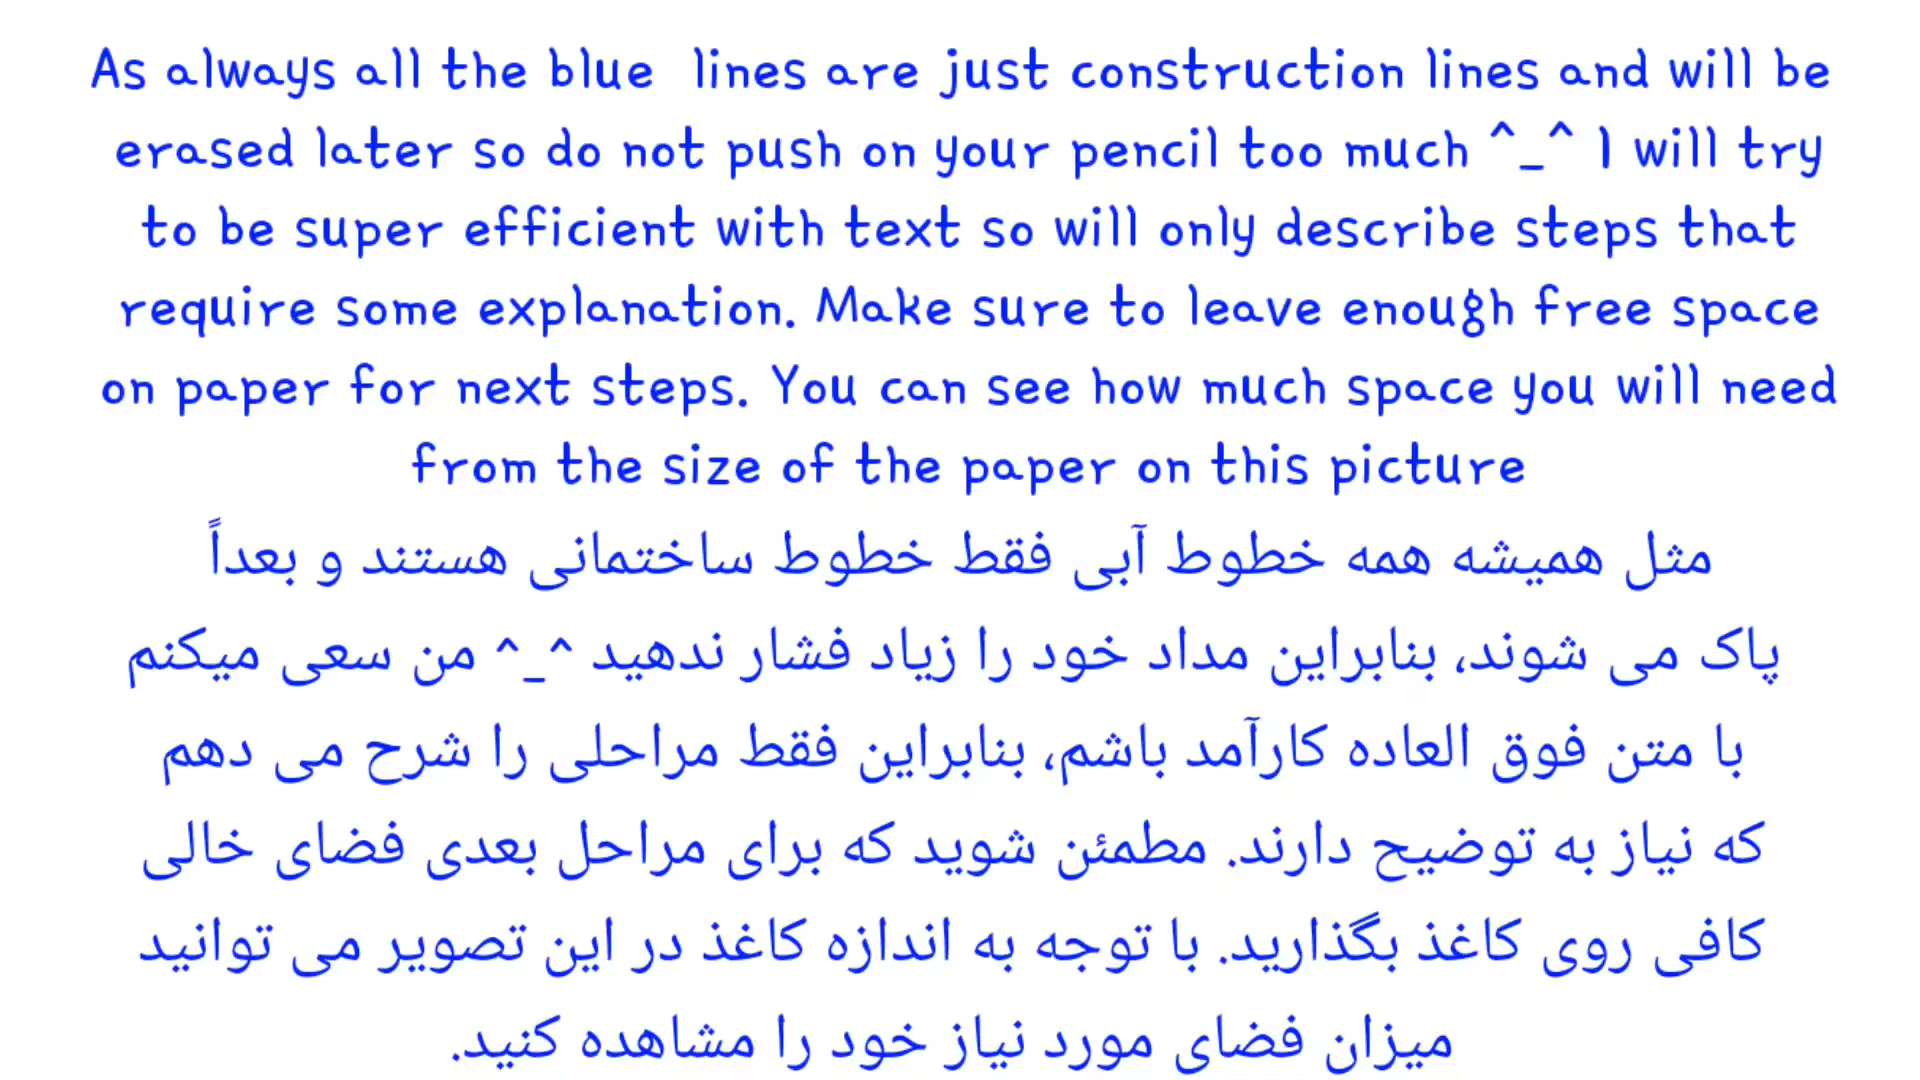 As always all the blue  lines are just construction lines and will be
erased later so do not push on your pencil too much ^_^ I will try
to be super efficient with text so will only describe steps that
require some explanation. Make sure to leave enough free space
on paper for next steps. You can see how much space you will need
from the size of the paper on this picture
مثل همیشه همه خطوط آبی فقط خطوط ساختمانی هستند و بعداً
پاک می شوند، بنابراین مداد خود را زیاد فشار ندهید ^_^ من سعی میکنم
با متن فوق العاده کارآمد باشم، بنابراین فقط مراحلی را شرح می دهم
که نیاز به توضیح دارند. مطمئن شوید که برای مراحل بعدی فضای خالی
کافی روی کاغذ بگذارید. با توجه به اندازه کاغذ در این تصویر می توانید
میزان فضای مورد نیاز خود را مشاهده کنید.